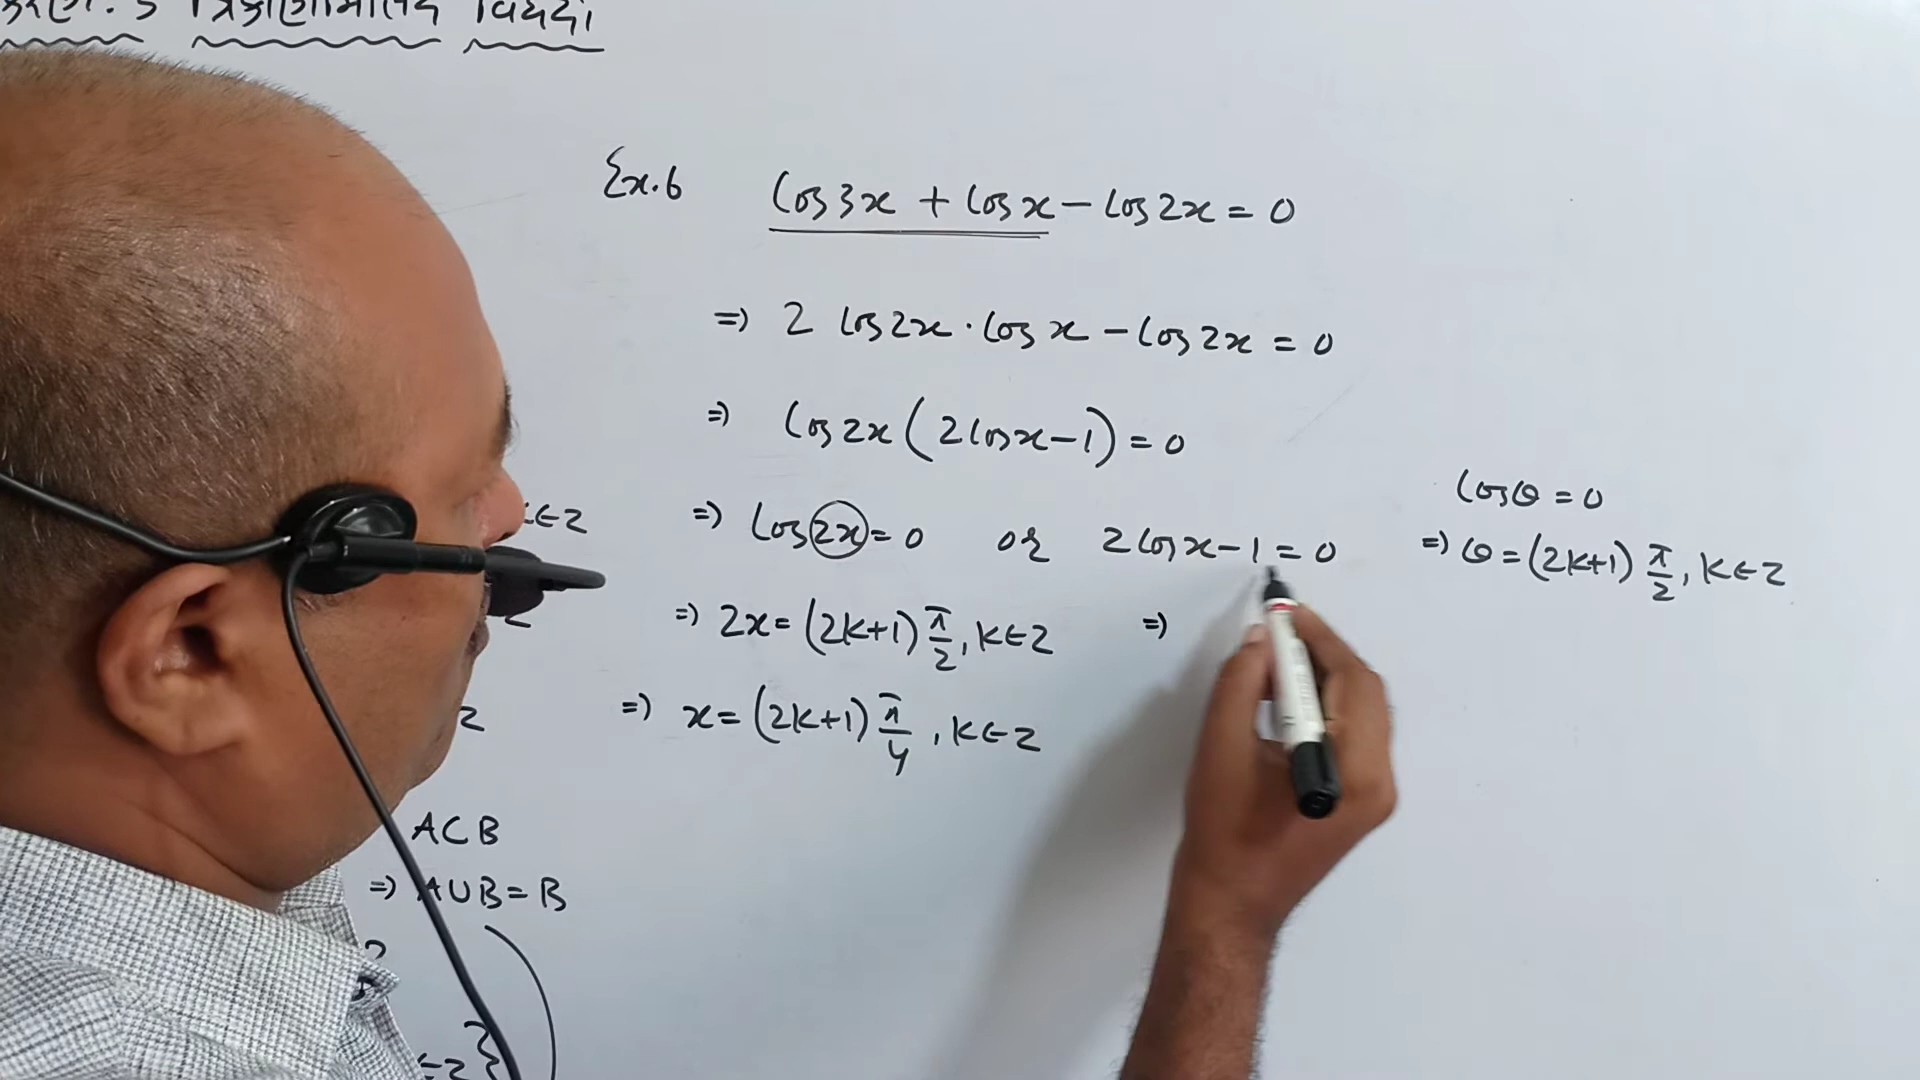 Ex.6 cos3x + cosx - cos2x = 0
=> 2 cos2x · cosx - cos2x = 0
=> cos2x (2cosx-1) = 0
=> cos2x = 0 or 2cosx-1 = 0
=> 2x = (2k+1) π/2, k∈Z =>
=> x = (2k+1) π/4, k∈Z
cosθ = 0
=> θ = (2k+1) π/2, k∈Z
∈Z
ACB
=> AUB = B
∈Z}